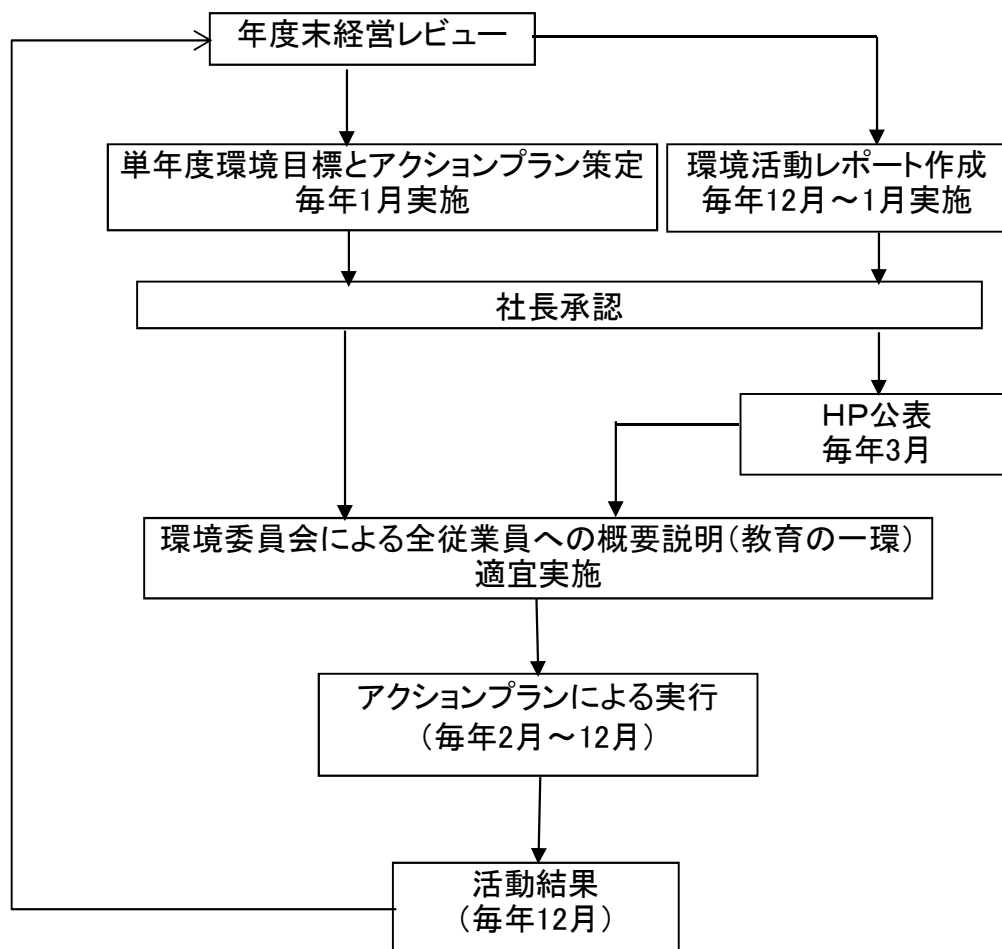 年度末経営レビュー
単年度環境目標とアクションプラン策定
毎年1月実施
環境活動レポート作成
毎年12月～1月実施
社長承認
ＨＰ公表
毎年3月
環境委員会による全従業員への概要説明（教育の一環）
適宜実施
アクションプランによる実行
（毎年2月～12月）
活動結果
（毎年12月）